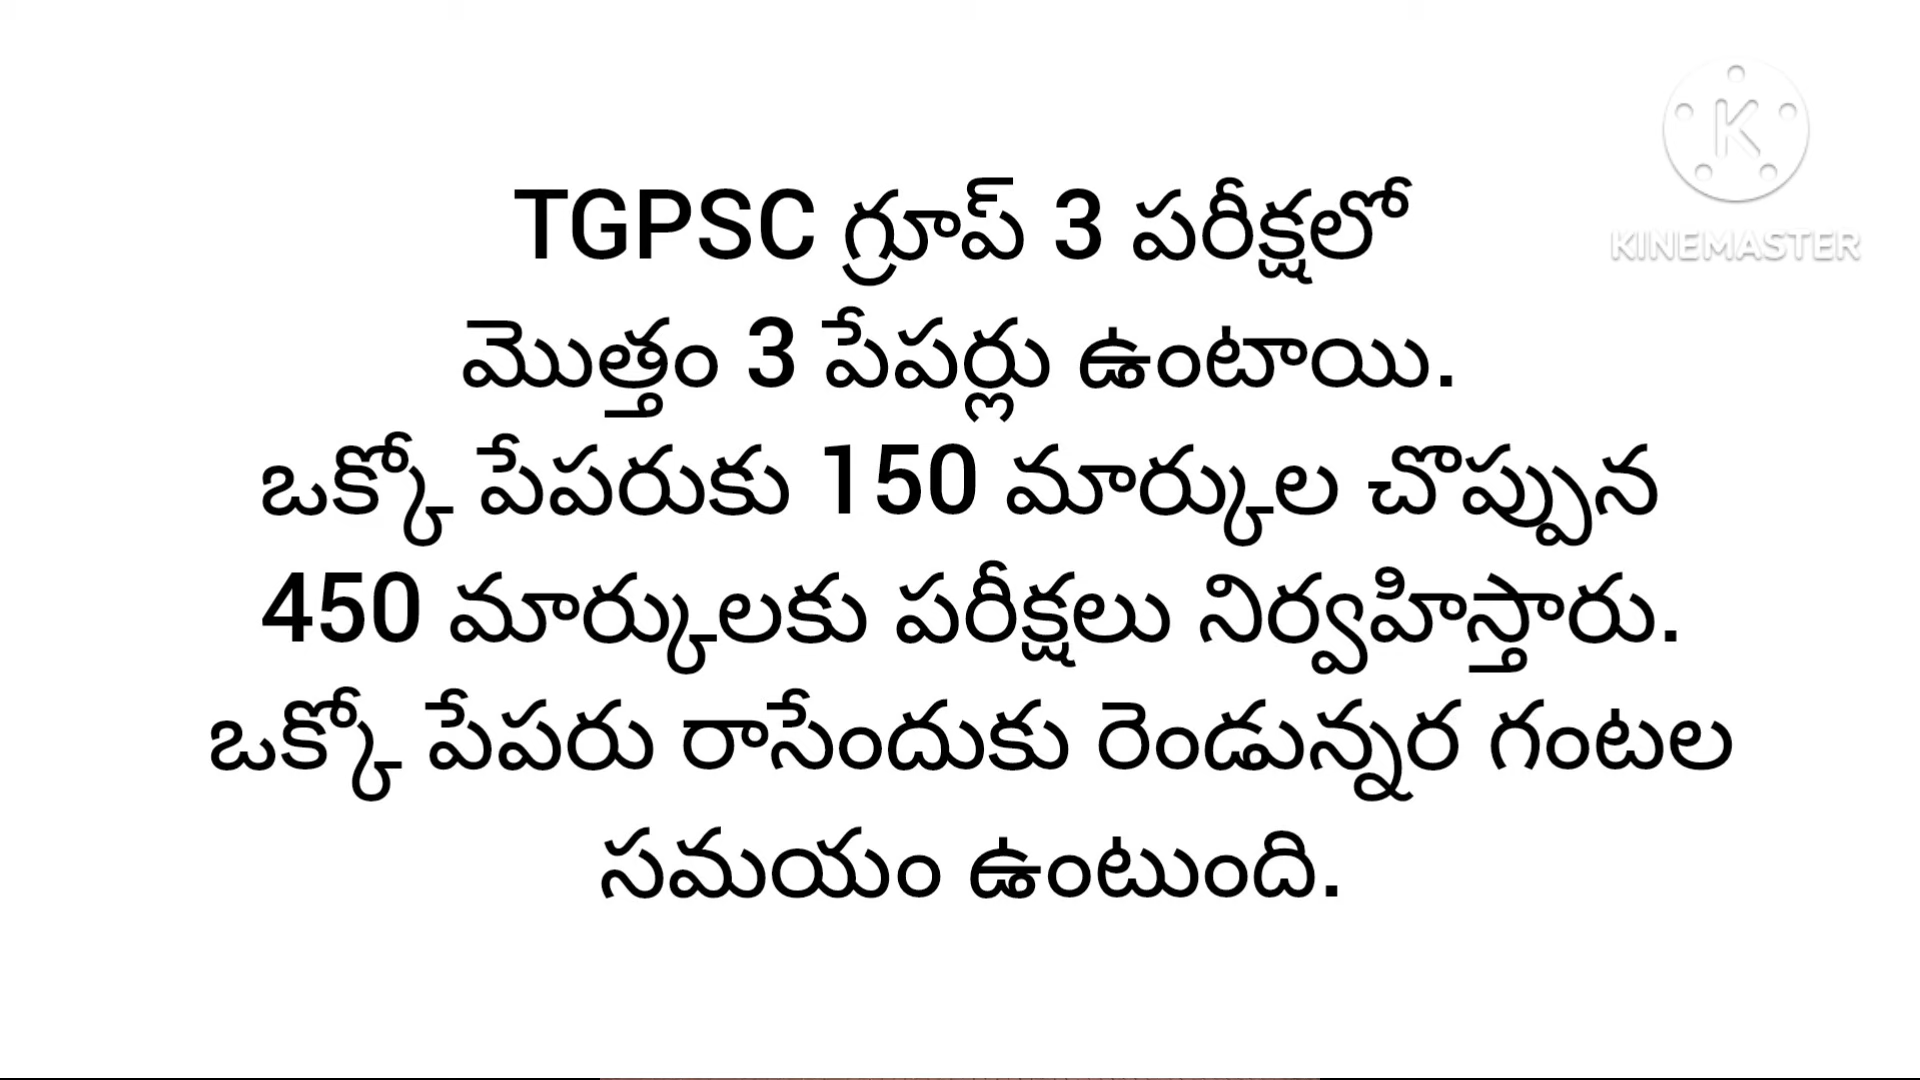 KINEMASTER
TGPSC గ్రూప్ 3 పరీక్షలో
మొత్తం 3 పేపర్లు ఉంటాయి.
ఒక్కో పేపరుకు 150 మార్కుల చొప్పున
450 మార్కులకు పరీక్షలు నిర్వహిస్తారు.
ఒక్కో పేపరు రాసేందుకు రెండున్నర గంటల
సమయం ఉంటుంది.